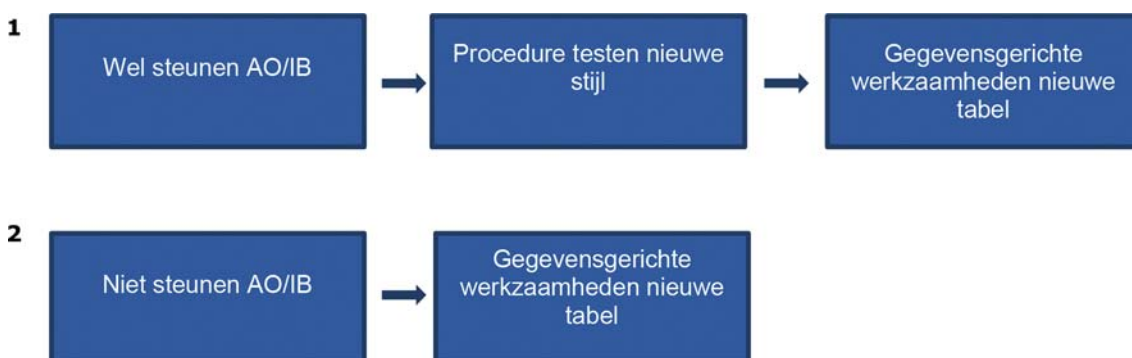 1
Wel steunen AO/IB
Procedure testen nieuwe
stijl
Gegevensgerichte
werkzaamheden nieuwe
tabel
2
Niet steunen AO/IB
Gegevensgerichte
werkzaamheden nieuwe
tabel